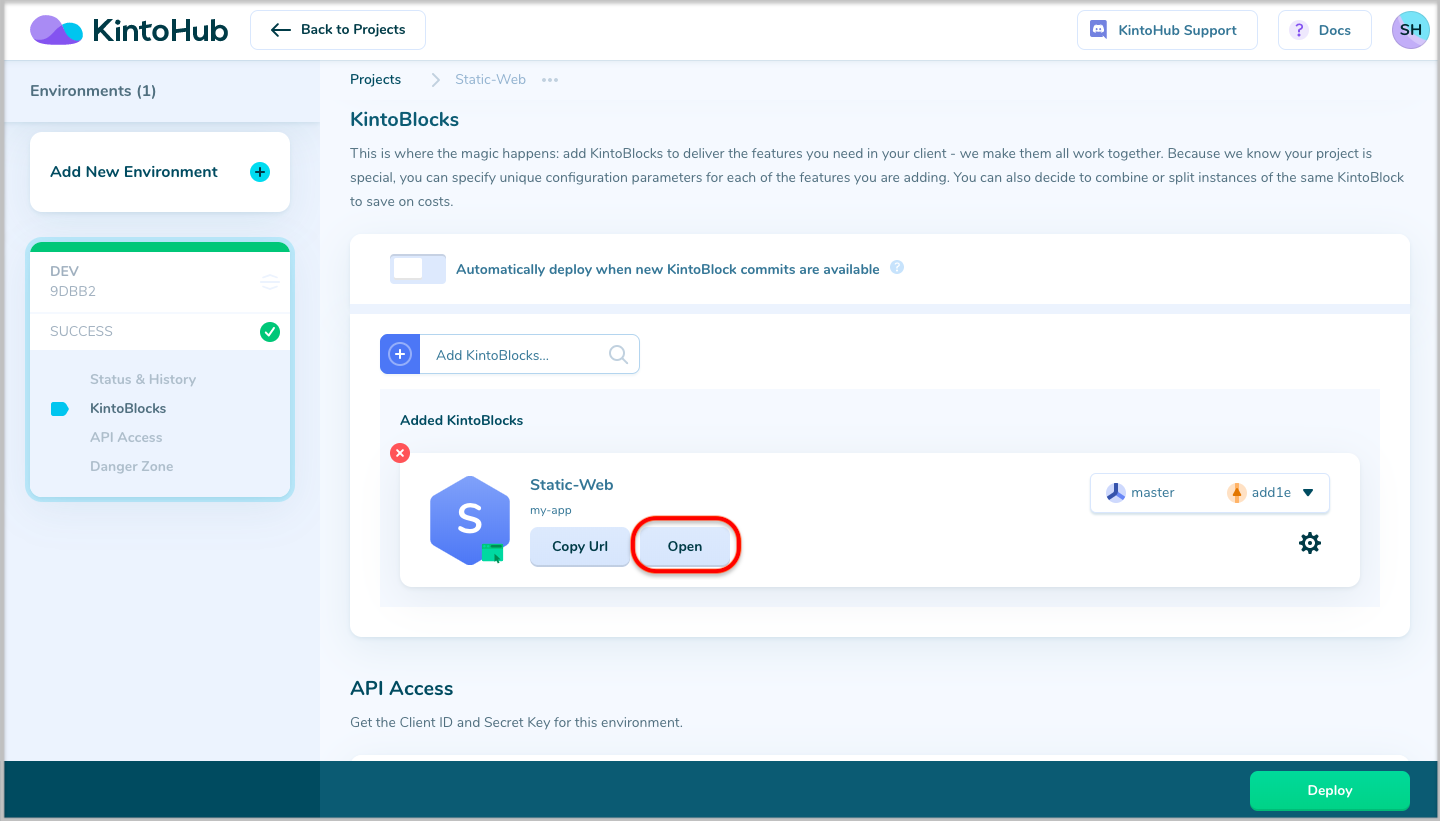 KintoHub
Back to Projects
KintoHub Support
? Docs
SH
Environments (1)
Add New Environment
DEV
9DBB2
SUCCESS
Status & History
KintoBlocks
API Access
Danger Zone
Projects
Static-Web
KintoBlocks
This is where the magic happens: add KintoBlocks to deliver the features you need in your client - we make them all work together. Because we know your project is
special, you can specify unique configuration parameters for each of the features you are adding. You can also decide to combine or split instances of the same KintoBlock
to save on costs.
Automatically deploy when new KintoBlock commits are available ?
Add KintoBlocks...
Added KintoBlocks
S
Static-Web
my-app
Copy Url
Open
master
add1e
API Access
Get the Client ID and Secret Key for this environment.
Deploy